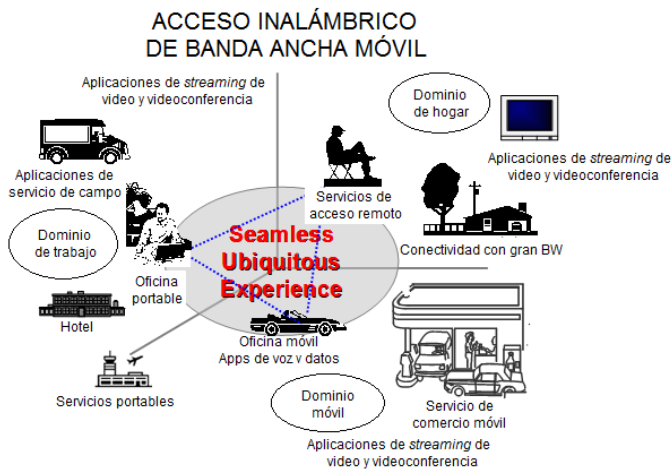 ACCESO INALÁMBRICO
DE BANDA ANCHA MÓVIL
Aplicaciones de streaming de
video y videoconferencia
Dominio
de hogar
Aplicaciones de streaming de
video y videoconferencia
Aplicaciones de
servicio de campo
Servicios de
acceso remoto
Dominio
de trabajo
Seamless
Ubiquitous
Experience
Conectividad con gran BW
Oficina
portable
Hotel
Oficina móvil
Apps de voz y datos
Servicios portables
Dominio
móvil
Servicio de
comercio móvil
Aplicaciones de streaming de
video y videoconferencia